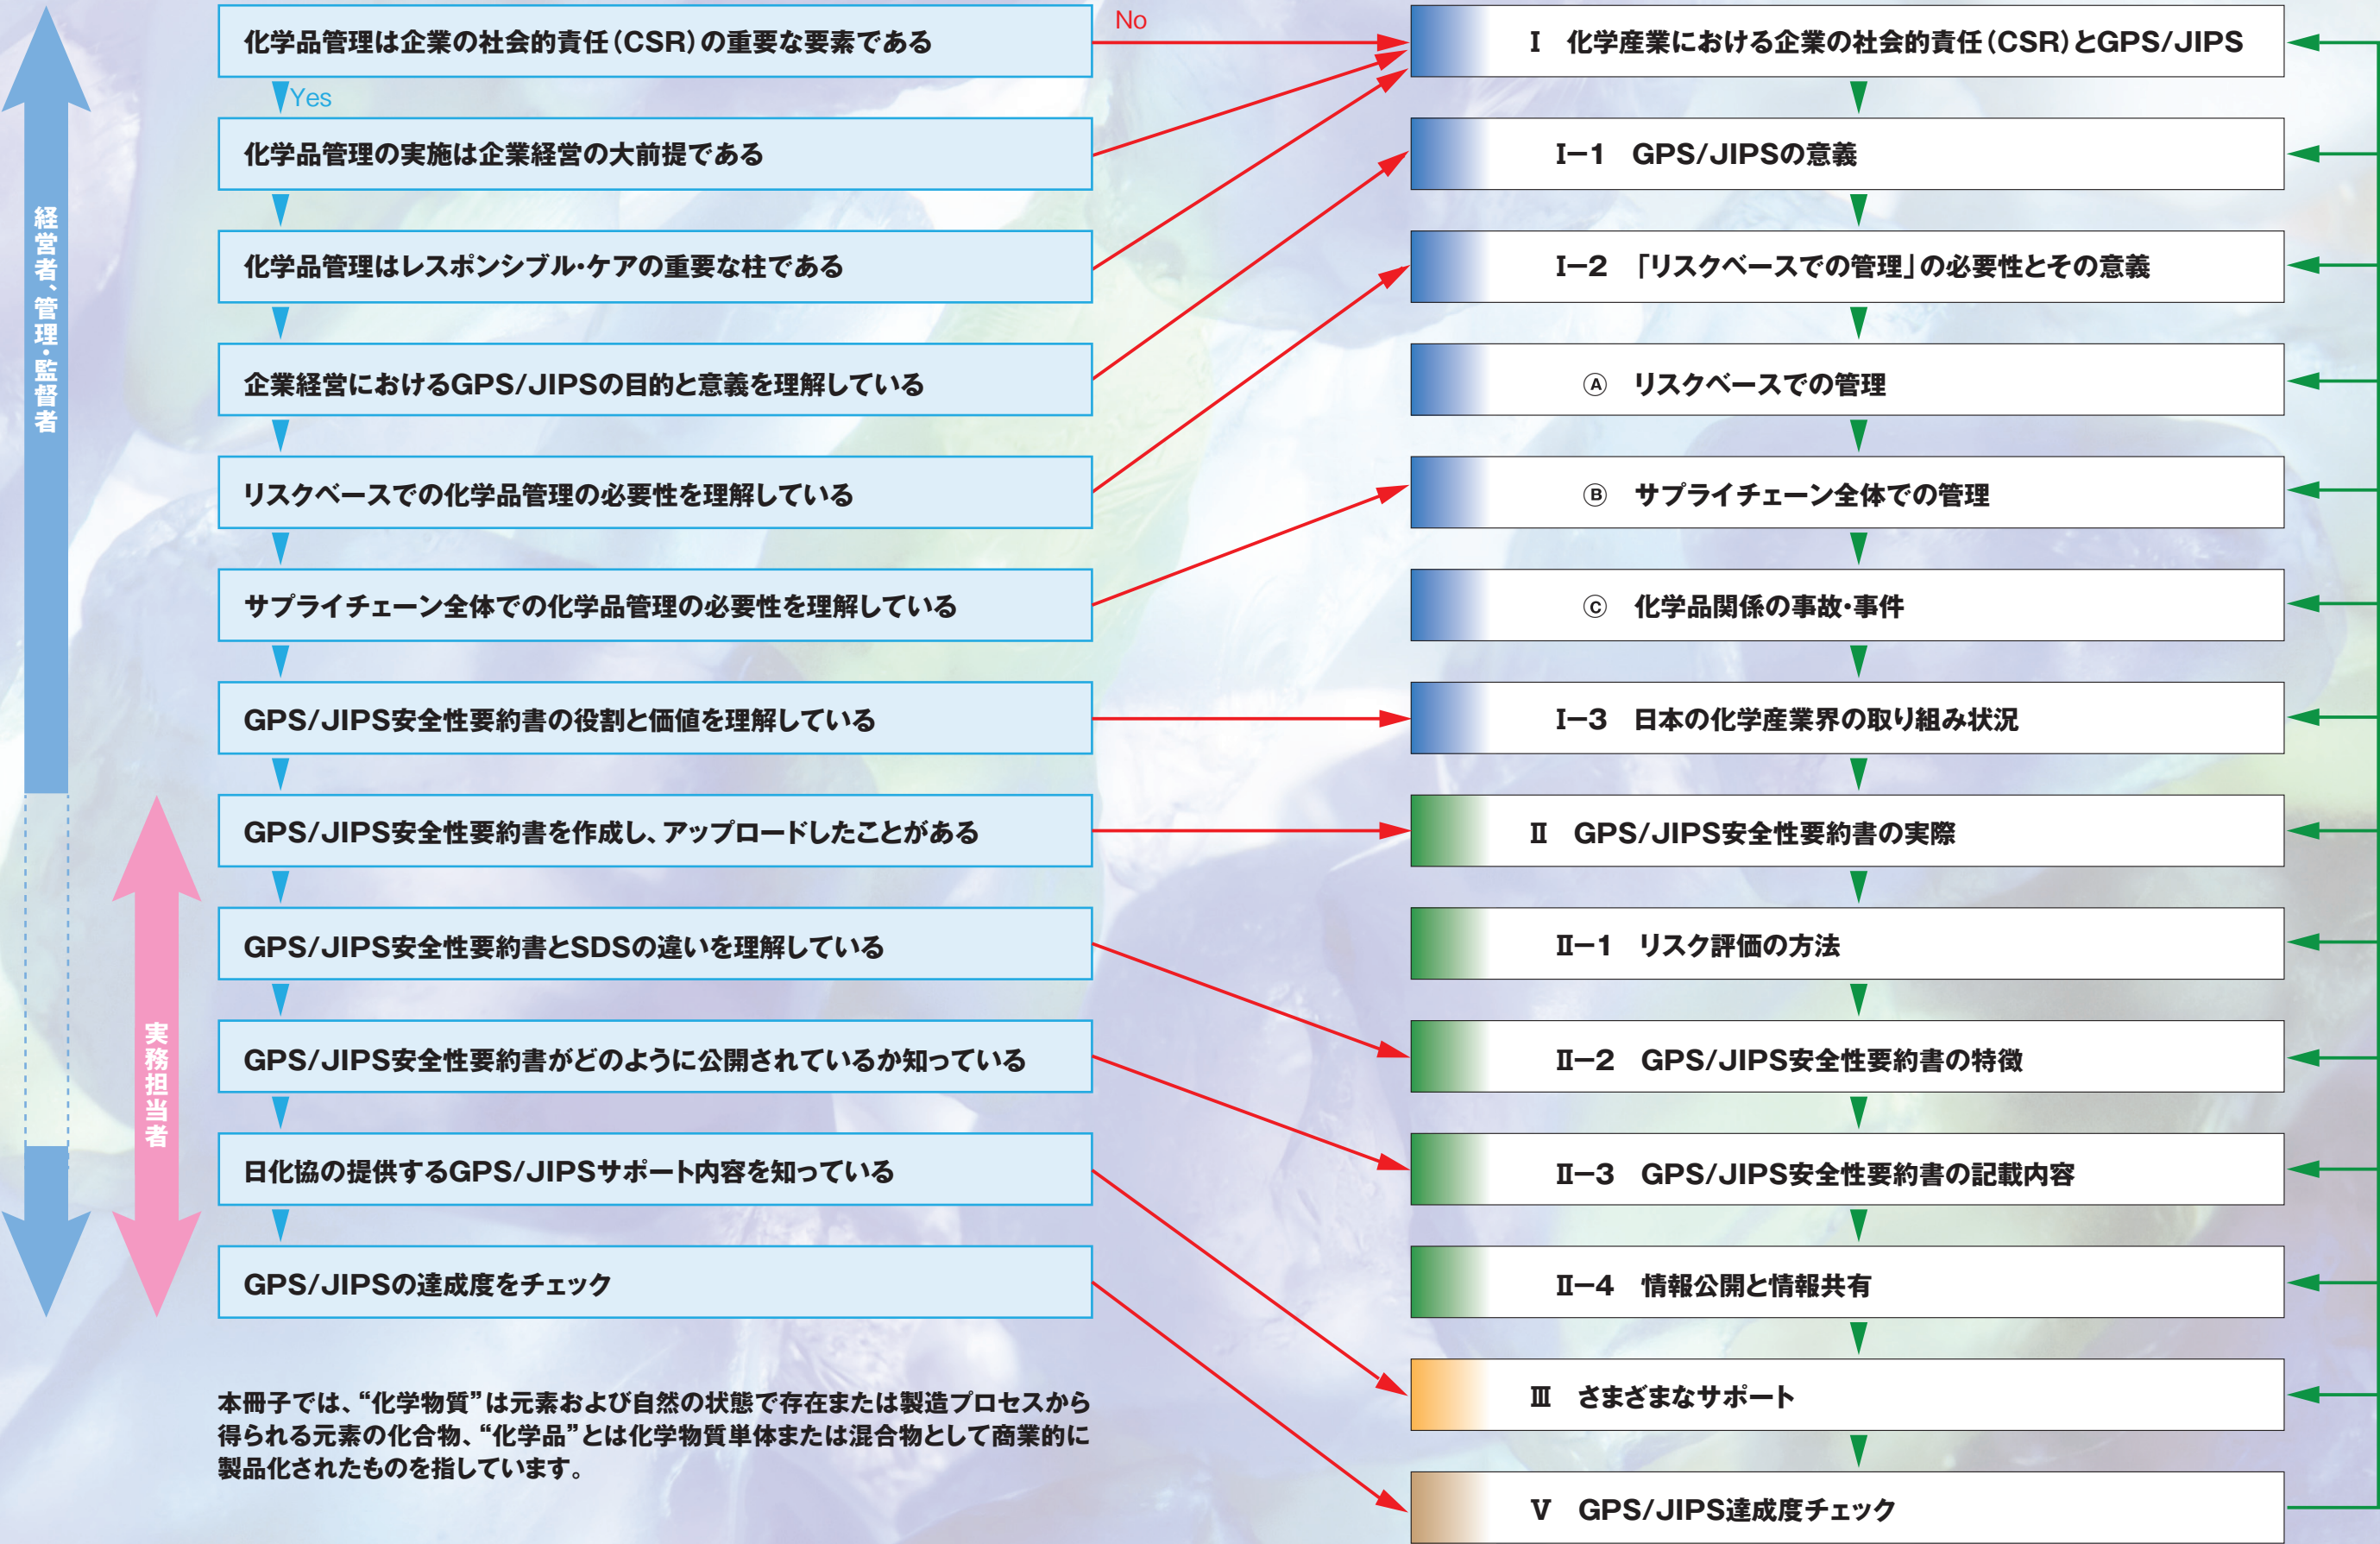 経営者、管理・監督者
実務担当者
化学品管理は企業の社会的責任(CSR)の重要な要素である
No
Yes
化学品管理の実施は企業経営の大前提である
化学品管理はレスポンシブル・ケアの重要な柱である
企業経営におけるGPS/JIPSの目的と意義を理解している
リスクベースでの化学品管理の必要性を理解している
サプライチェーン全体での化学品管理の必要性を理解している
GPS/JIPS安全性要約書の役割と価値を理解している
GPS/JIPS安全性要約書を作成し、アップロードしたことがある
GPS/JIPS安全性要約書とSDSの違いを理解している
GPS/JIPS安全性要約書がどのように公開されているか知っている
日化協の提供するGPS/JIPSサポート内容を知っている
GPS/JIPSの達成度をチェック
本冊子では、“化学物質”は元素および自然の状態で存在または製造プロセスから
得られる元素の化合物、“化学品”とは化学物質単体または混合物として商業的に
製品化されたものを指しています。
Ⅰ 化学産業における企業の社会的責任(CSR)とGPS/JIPS
Ⅰ−1 GPS/JIPSの意義
Ⅰ−2 「リスクベースでの管理」の必要性とその意義
Ⓐ リスクベースでの管理
Ⓑ サプライチェーン全体での管理
Ⓒ 化学品関係の事故・事件
Ⅰ−3 日本の化学産業界の取り組み状況
Ⅱ GPS/JIPS安全性要約書の実際
Ⅱ−1 リスク評価の方法
Ⅱ−2 GPS/JIPS安全性要約書の特徴
Ⅱ−3 GPS/JIPS安全性要約書の記載内容
Ⅱ−4 情報公開と情報共有
Ⅲ さまざまなサポート
Ⅴ GPS/JIPS達成度チェック